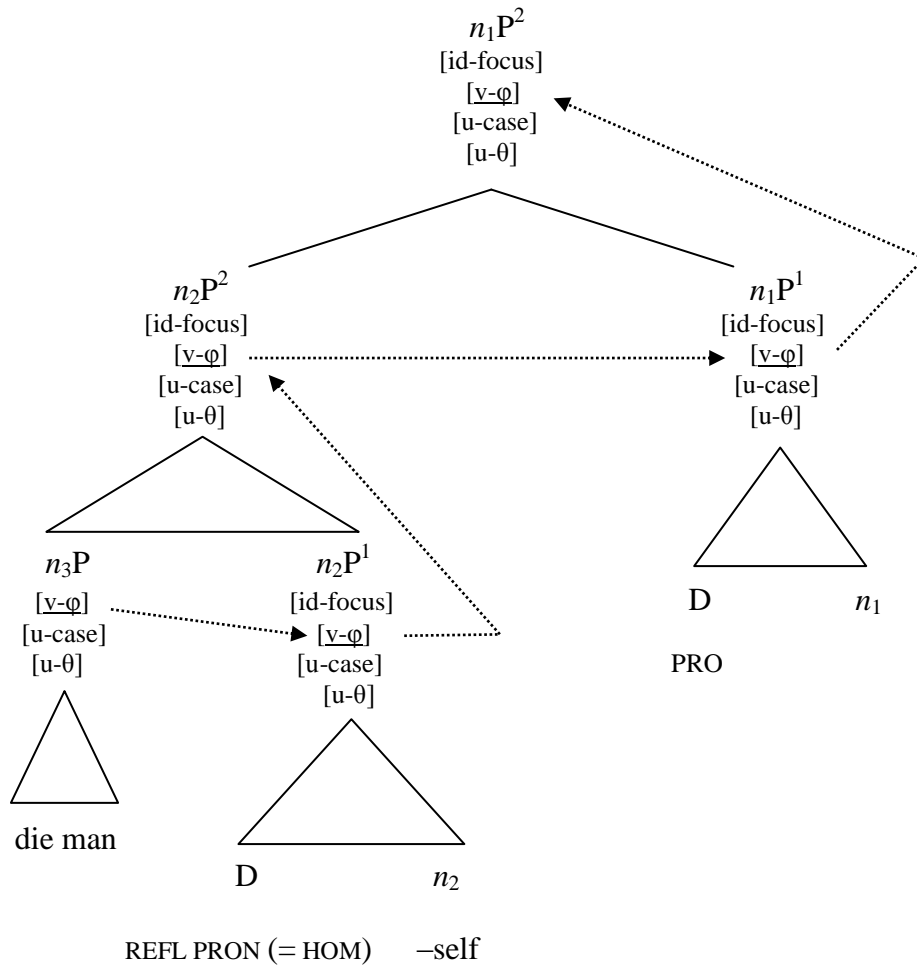 n₁P²
[id-focus]
[v-φ]
[u-case]
[u-θ]
n₂P² n₁P¹
[id-focus] [id-focus]
[v-φ] [v-φ]
[u-case] [u-case]
[u-θ] [u-θ]
n₃P n₂P¹
[v-φ] [id-focus]
[u-case] [v-φ]
[u-θ] [u-case]
[u-θ]
D n₁
PRO
die man
D n₂
REFL PRON (= HOM) –self